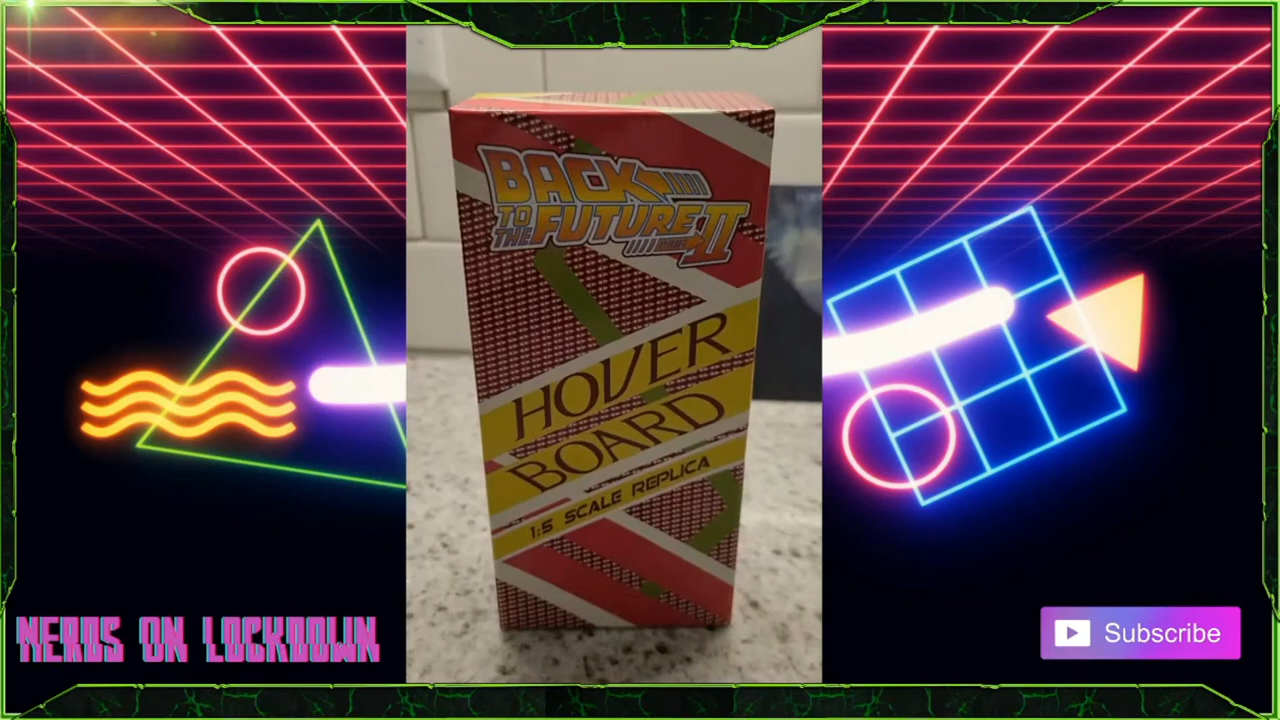 BACK
TO THE FUTURE II
HOVER
BOARD
1:5 SCALE REPLICA
NERDS ON LOCKDOWN
Subscribe